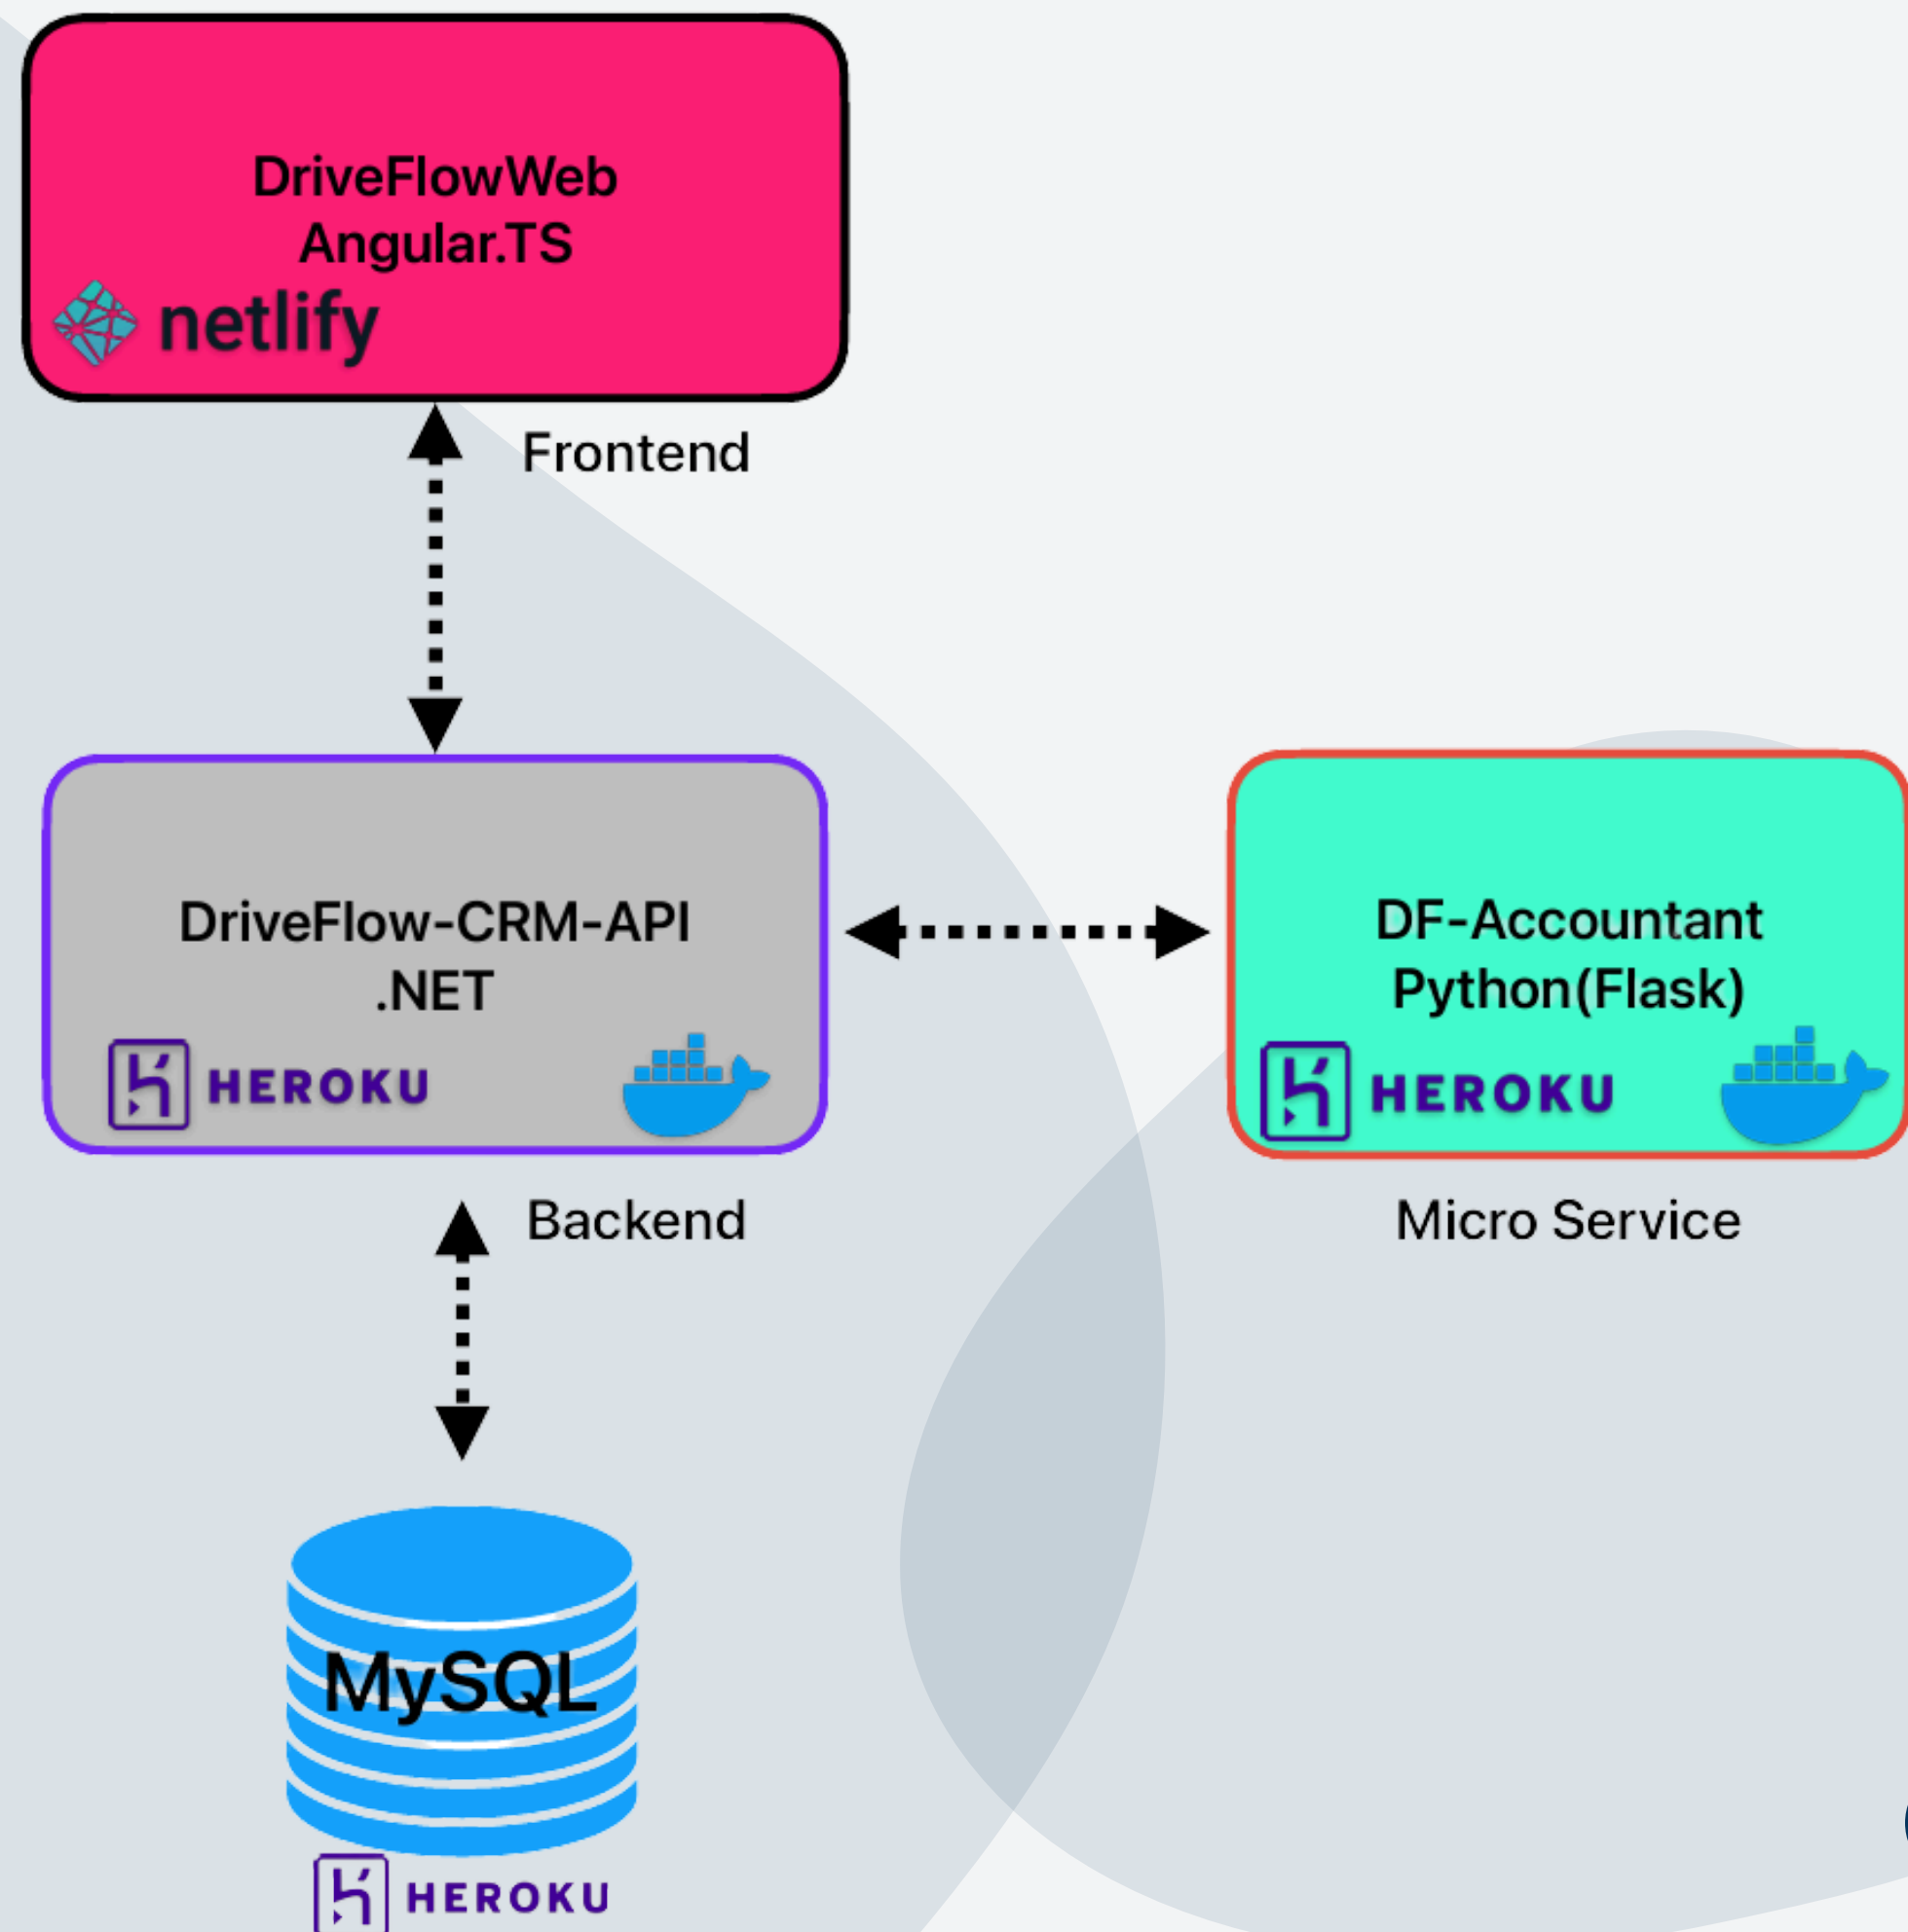 DriveFlowWeb
Angular.TS
netlify
Frontend
DriveFlow-CRM-API
.NET
HEROKU
Backend
DF-Accountant
Python(Flask)
HEROKU
Micro Service
MySQL
HEROKU